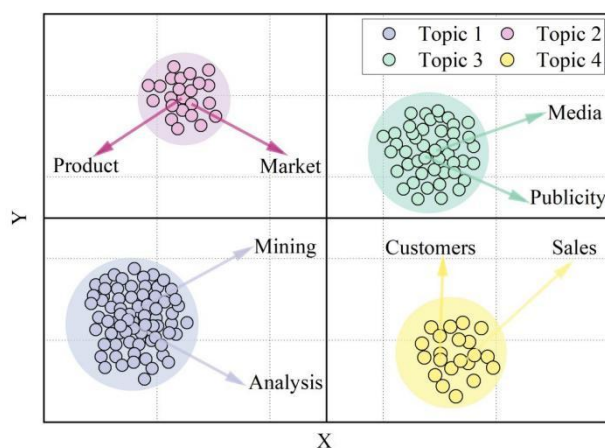 Topic 1 Topic 2
Topic 3 Topic 4
Media
Product Market
Publicity
Mining Customers Sales
Analysis
Y
X